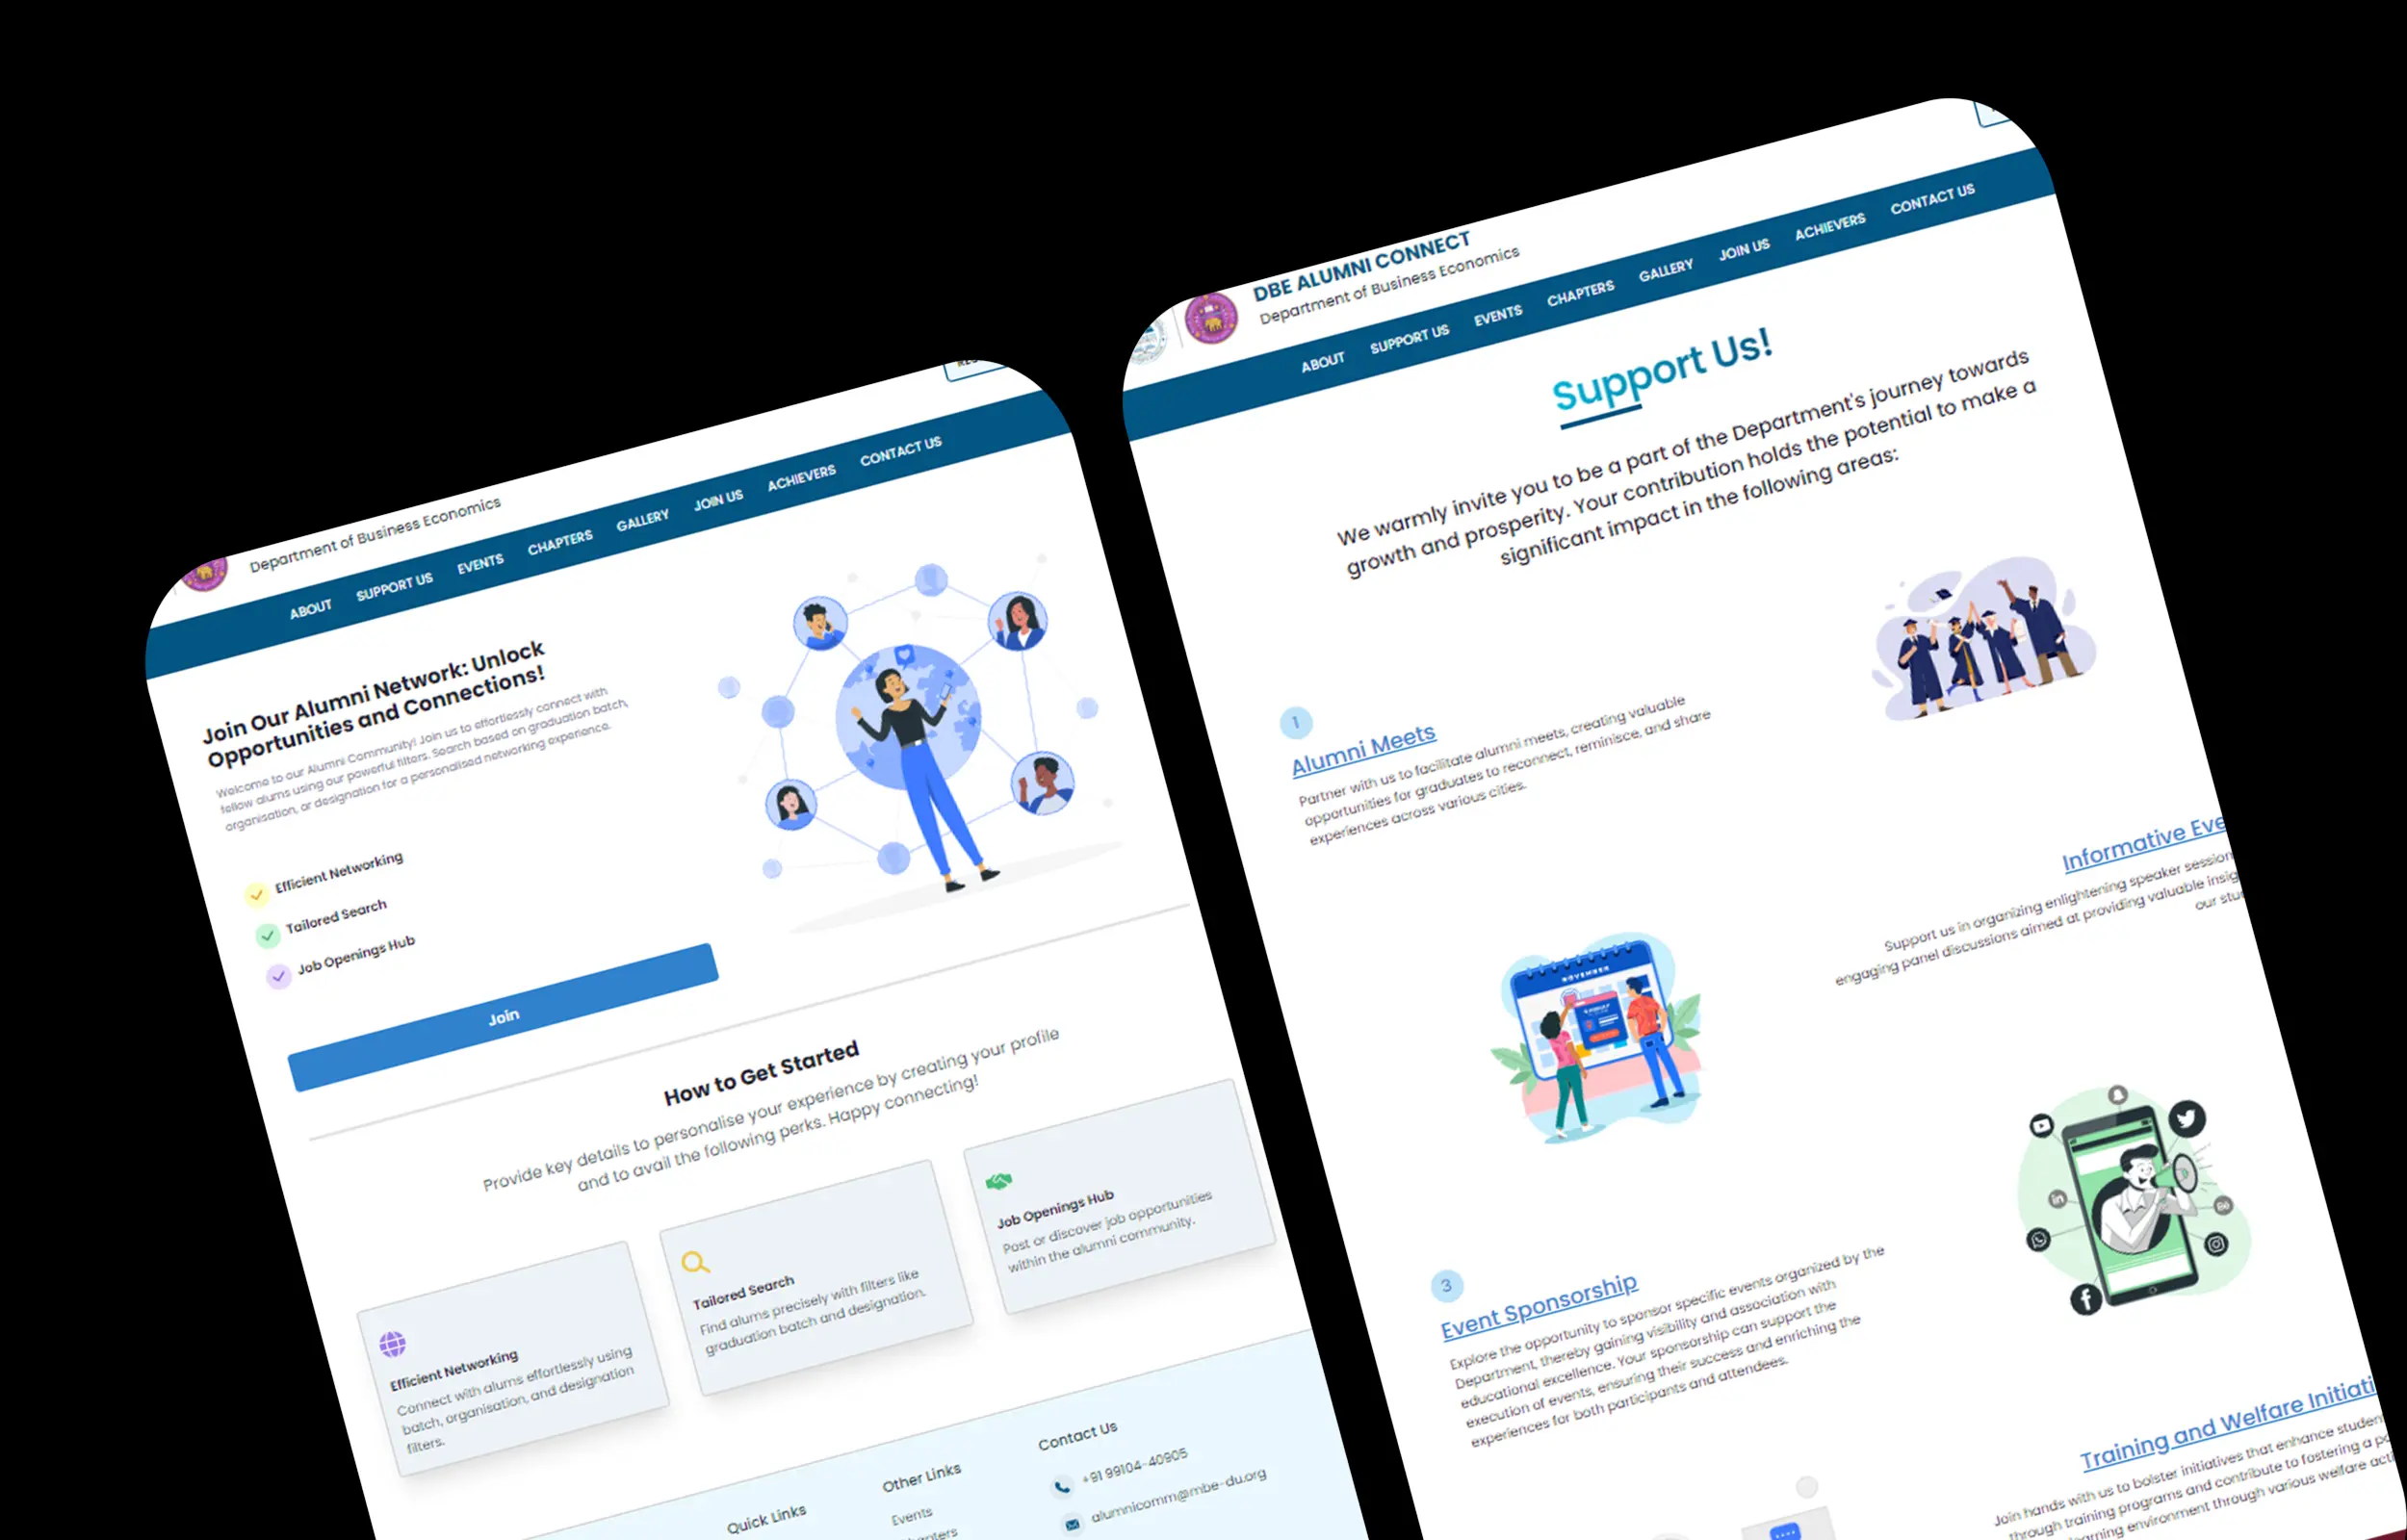 Department of Business Economics
ABOUT SUPPORT US EVENTS CHAPTERS GALLERY JOIN US ACHIEVERS CONTACT US
Join Our Alumni Network: Unlock
Opportunities and Connections!
Welcome to our Alumni Community! Join us to effortlessly connect with
fellow alums using our powerful filters. Search based on graduation batch,
organisation, or designation for a personalised networking experience.
Efficient Networking
Tailored Search
Job Openings Hub
Join
How to Get Started
Provide key details to personalise your experience by creating your profile
and to avail the following perks. Happy connecting!
Efficient Networking
Connect with alums effortlessly using
batch, organisation, and designation
filters.
Tailored Search
Find alums precisely with filters like
graduation batch and designation.
Job Openings Hub
Post or discover job opportunities
within the alumni community.
Quick Links
Other Links
Events
Contact Us
+91 99104-40905
alumnicomm@mbe-du.org
DBE ALUMNI CONNECT
Department of Business Economics
ABOUT SUPPORT US EVENTS CHAPTERS GALLERY JOIN US ACHIEVERS CONTACT US
Support Us!
We warmly invite you to be a part of the Department's journey towards
growth and prosperity. Your contribution holds the potential to make a
significant impact in the following areas:
1
Alumni Meets
Partner with us to facilitate alumni meets, creating valuable
opportunities for graduates to reconnect, reminisce, and share
experiences across various cities.
Informative Eve
Support us in organizing enlightening speaker session
engaging panel discussions aimed at providing valuable insig
our stu
NOVEMBER
3
Event Sponsorship
Explore the opportunity to sponsor specific events organized by the
Department, thereby gaining visibility and association with
educational excellence. Your sponsorship can support the
execution of events, ensuring their success and enriching the
experiences for both participants and attendees.
Training and Welfare Initiati
Join hands with us to bolster initiatives that enhance studen
through training programs and contribute to fostering a po
learning environment through various welfare acti